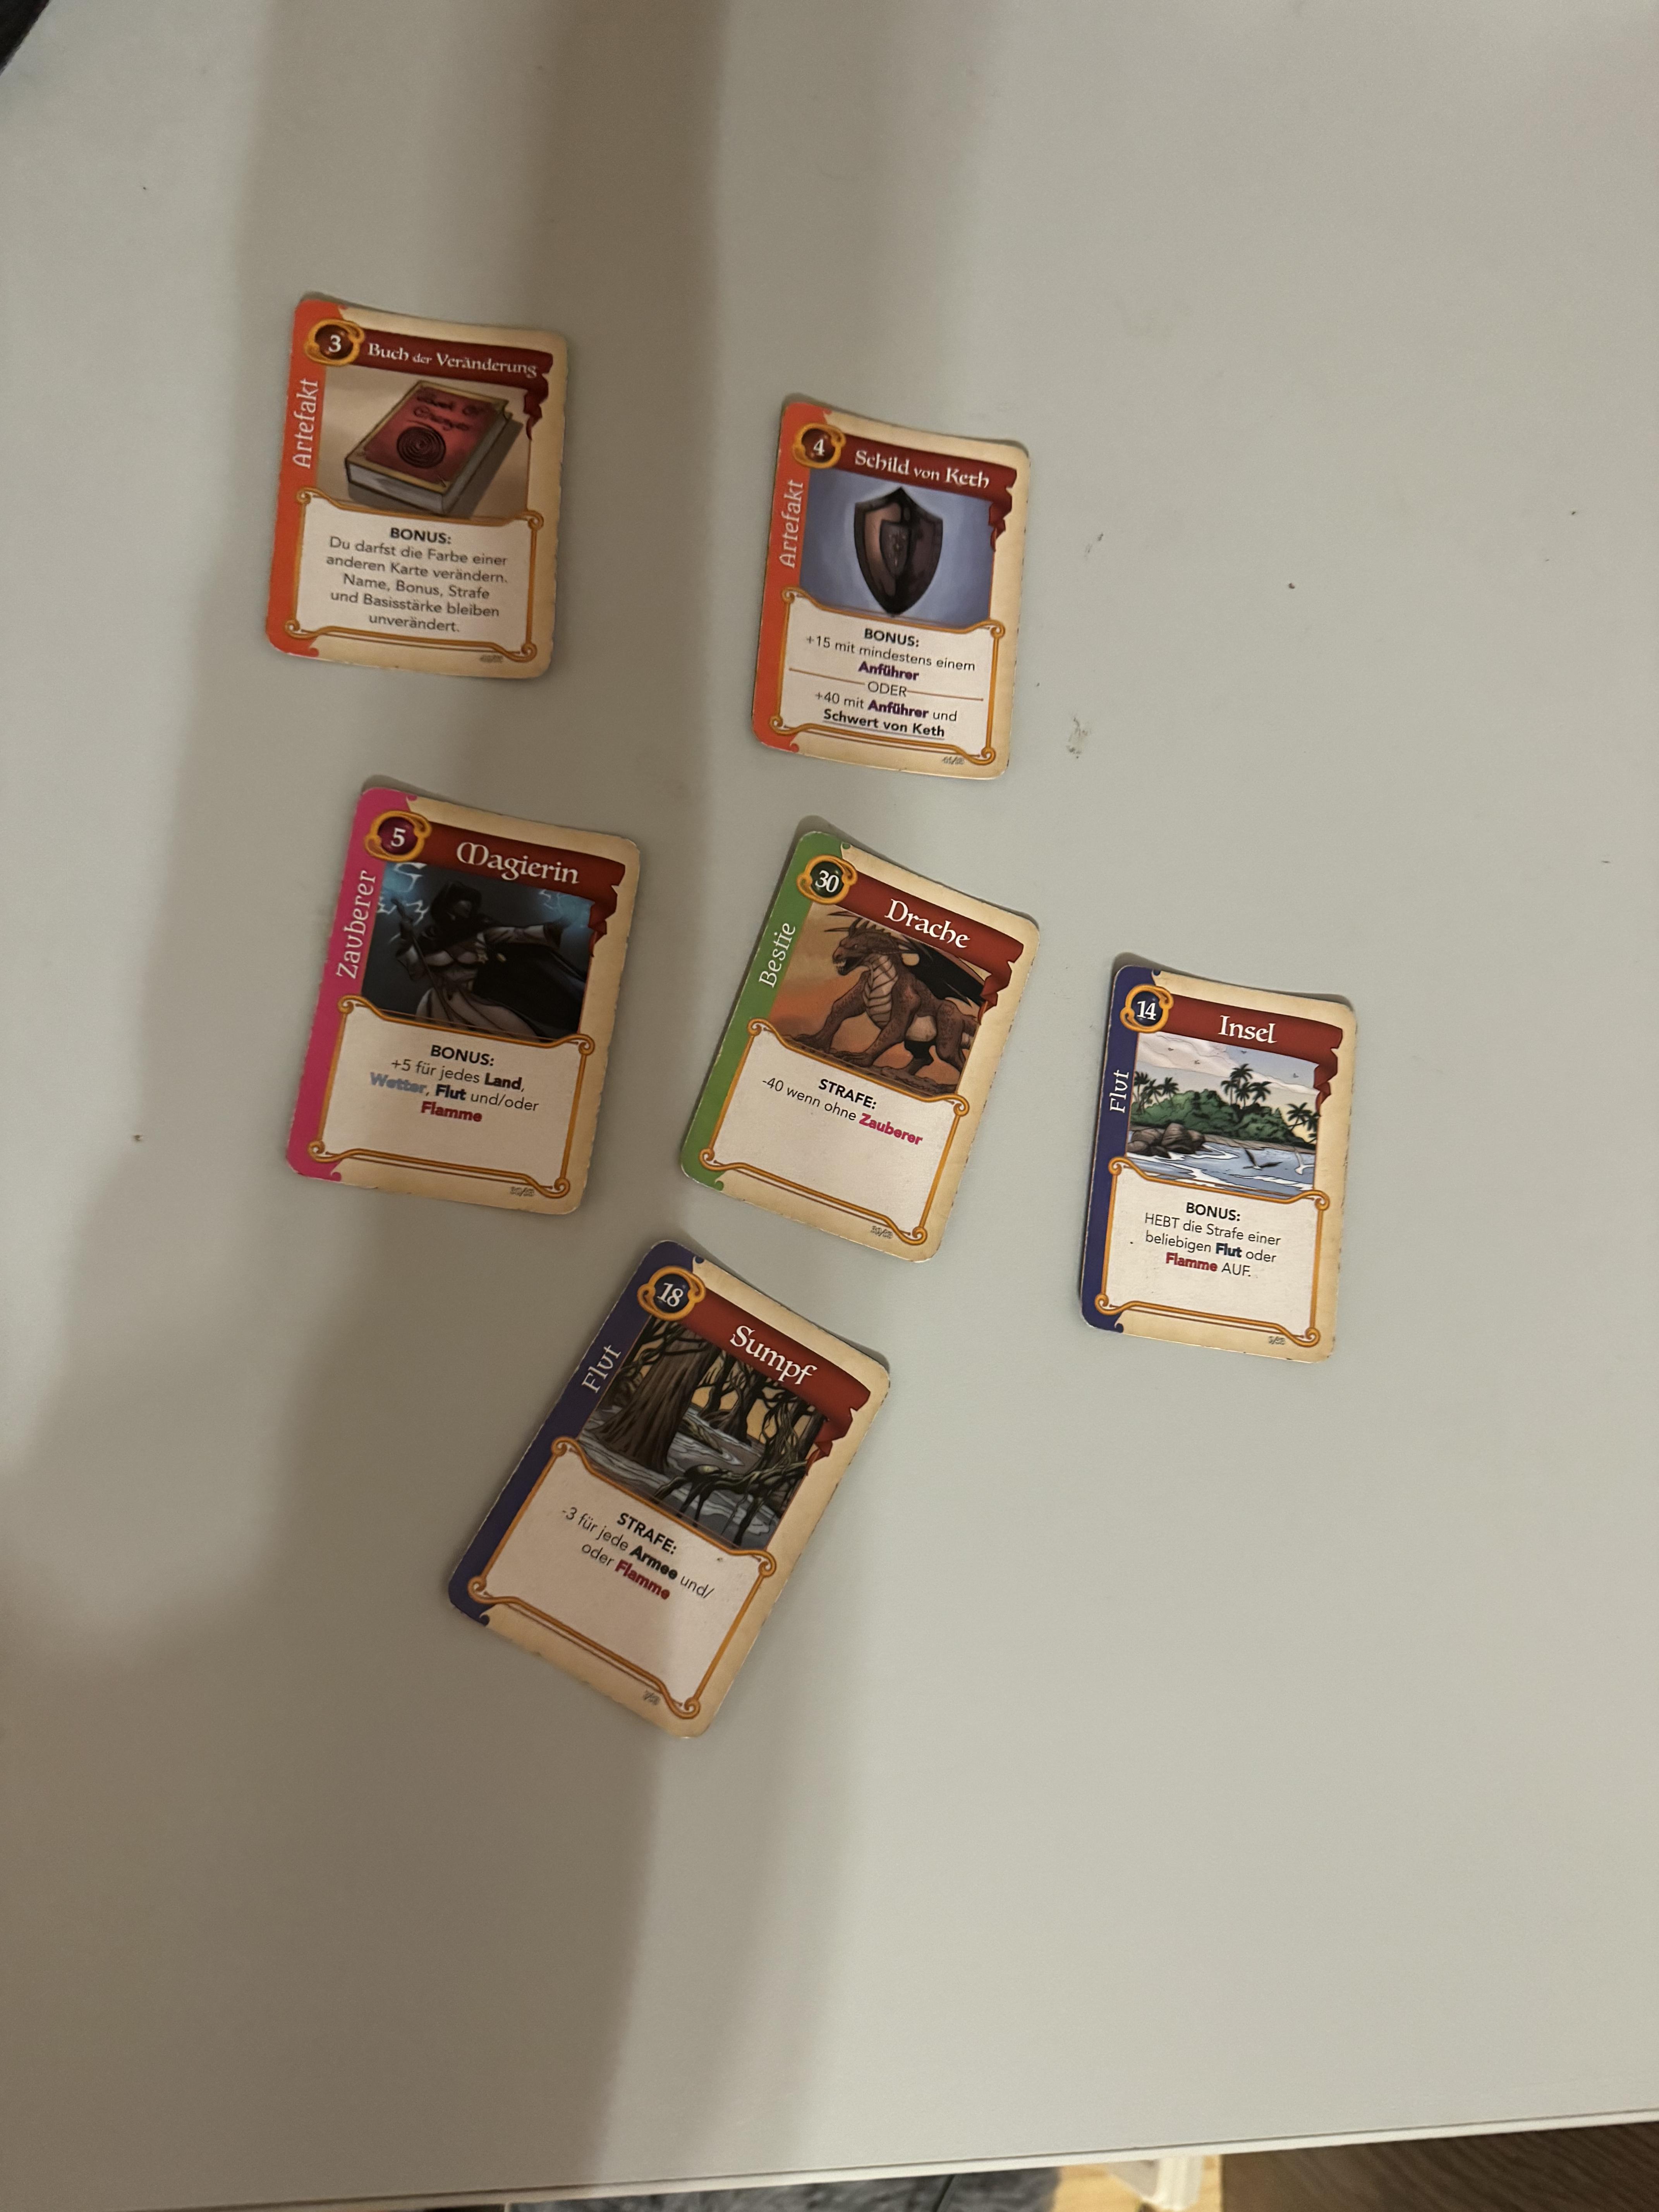 3
Buch der Veränderung
Artefakt
BONUS:
Du darfst die Farbe einer
anderen Karte verändern.
Name, Bonus, Strafe
und Basisstärke bleiben
unverändert.
4
Schild von Keth
Artefakt
BONUS:
+15 mit mindestens einem
Anführer
ODER
+40 mit Anführer und
Schwert von Keth
5
Magierin
Zauberer
BONUS:
+5 für jedes Land,
Wetter, Flut und/oder
Flamme
30
Drache
Bestie
STRAFE:
-40 wenn ohne Zauberer
14
Insel
Flut
BONUS:
HEBT die Strafe einer
beliebigen Flut oder
Flamme AUF.
18
Sumpf
Flut
STRAFE:
-3 für jede Armee und/
oder Flamme